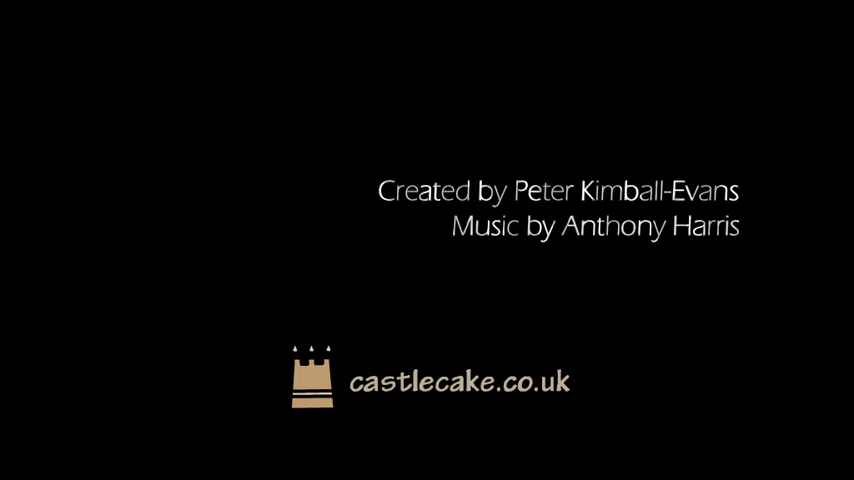 Created by Peter Kimball-Evans
Music by Anthony Harris
castlecake.co.uk